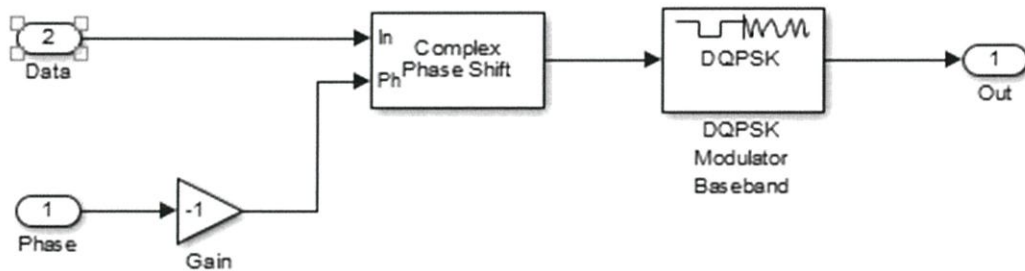 2
Data
In
Ph
Complex
Phase Shift
DQPSK
DQPSK
Modulator
Baseband
1
Out
1
Phase
-1
Gain